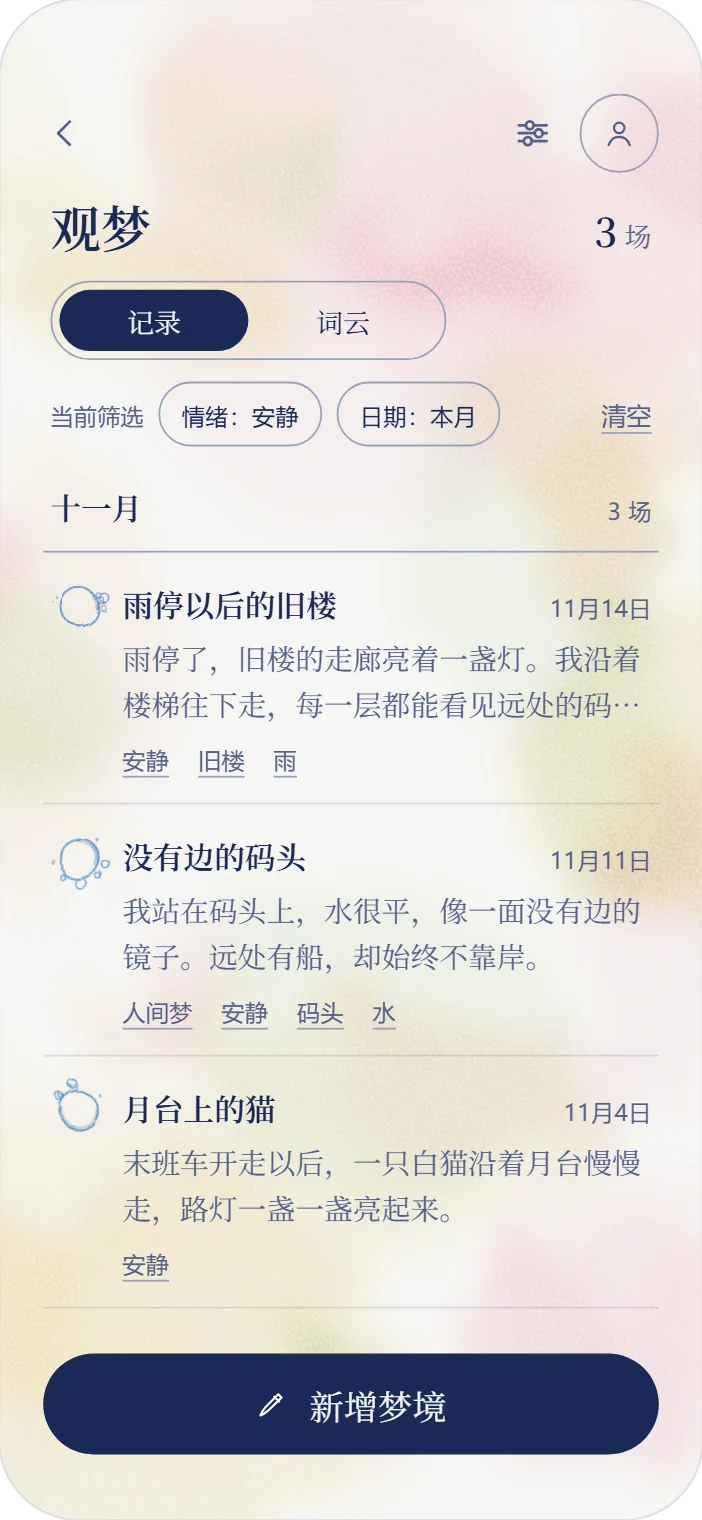 观梦
3 场
记录
词云
当前筛选
情绪：安静
日期：本月
清空
十一月
3 场
雨停以后的旧楼
11月14日
雨停了，旧楼的走廊亮着一盏灯。我沿着
楼梯往下走，每一层都能看见远处的码…
安静 旧楼 雨
没有边的码头
11月11日
我站在码头上，水很平，像一面没有边的
镜子。远处有船，却始终不靠岸。
人间梦 安静 码头 水
月台上的猫
11月4日
末班车开走以后，一只白猫沿着月台慢慢
走，路灯一盏一盏亮起来。
安静
新增梦境